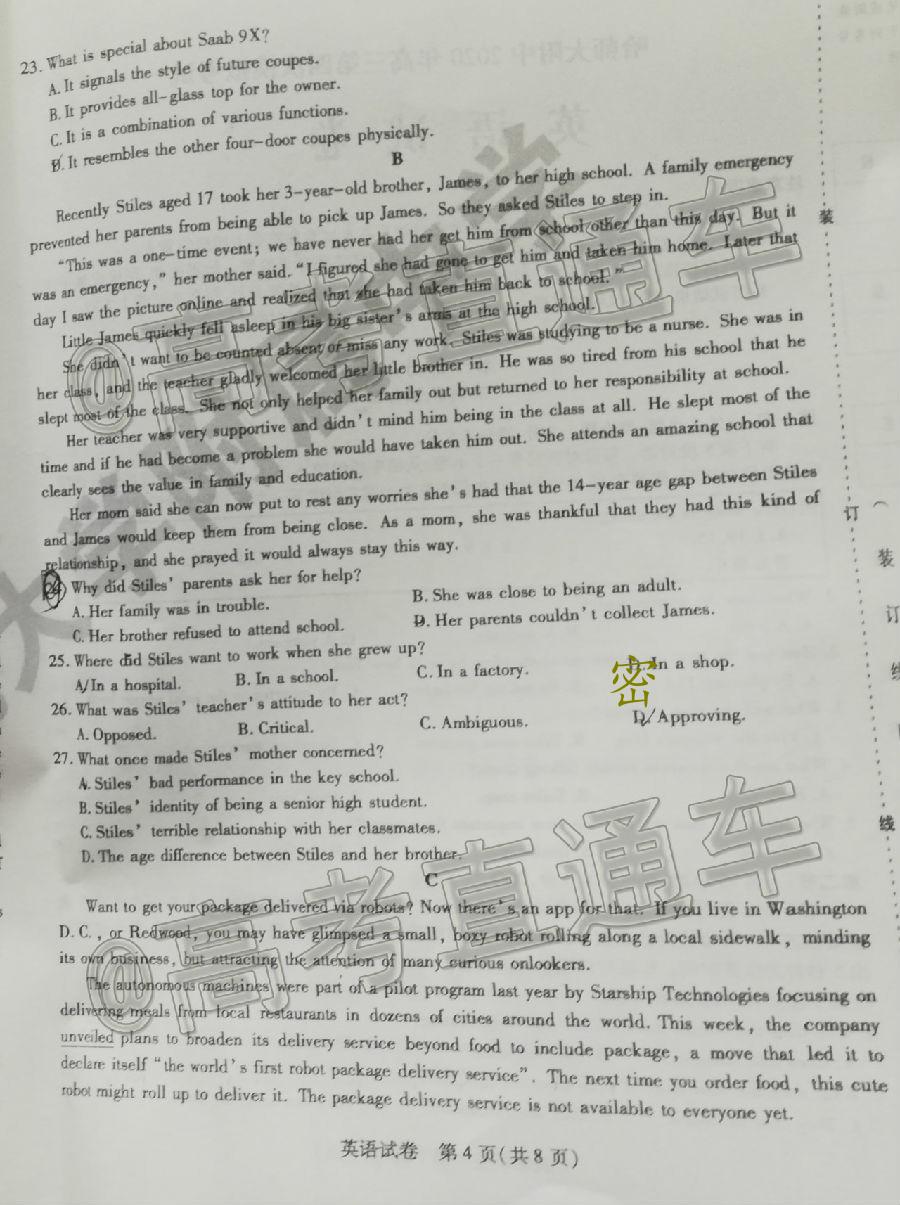 23. What is special about Saab 9X?
A. It signals the style of future coupes.
B. It provides all-glass top for the owner.
C. It is a combination of various functions.
D. It resembles the other four-door coupes physically.
B
Recently Stiles aged 17 took her 3-year-old brother, James, to her high school. A family emergency
prevented her parents from being able to pick up James. So they asked Stiles to step in.
"This was a one-time event; we have never had her get him from school other than this day. But it
was an emergency," her mother said. "I figured she had gone to get him and taken him home. Later that
day I saw the picture online and realized that she had taken him back to school."
Little James quickly fell asleep in his big sister's arms at the high school.
She didn't want to be counted absent or miss any work. Stiles was studying to be a nurse. She was in
her class, and the teacher gladly welcomed her little brother in. He was so tired from his school that he
slept most of the class. She not only helped her family out but returned to her responsibility at school.
Her teacher was very supportive and didn't mind him being in the class at all. He slept most of the
time and if he had become a problem she would have taken him out. She attends an amazing school that
clearly sees the value in family and education.
Her mom said she can now put to rest any worries she's had that the 14-year age gap between Stiles
and James would keep them from being close. As a mom, she was thankful that they had this kind of
relationship, and she prayed it would always stay this way.
24. Why did Stiles' parents ask her for help?
A. Her family was in trouble. B. She was close to being an adult.
C. Her brother refused to attend school. D. Her parents couldn't collect James.
25. Where did Stiles want to work when she grew up?
A. In a hospital. B. In a school. C. In a factory. D. In a shop.
26. What was Stiles' teacher's attitude to her act?
A. Opposed. B. Critical. C. Ambiguous. D. Approving.
27. What once made Stiles' mother concerned?
A. Stiles' bad performance in the key school.
B. Stiles' identity of being a senior high student.
C. Stiles' terrible relationship with her classmates.
D. The age difference between Stiles and her brother.
C
Want to get your package delivered via robots? Now there's an app for that. If you live in Washington
D. C., or Redwood, you may have glimpsed a small, boxy robot rolling along a local sidewalk, minding
its own business, but attracting the attention of many curious onlookers.
The autonomous machines were part of a pilot program last year by Starship Technologies focusing on
delivering meals from local restaurants in dozens of cities around the world. This week, the company
unveiled plans to broaden its delivery service beyond food to include package, a move that led it to
declare itself "the world's first robot package delivery service". The next time you order food, this cute
robot might roll up to deliver it. The package delivery service is not available to everyone yet.
英语试卷 第4页(共8页)
装
订
线
密
装
订
@高考直通车
@高考直通车